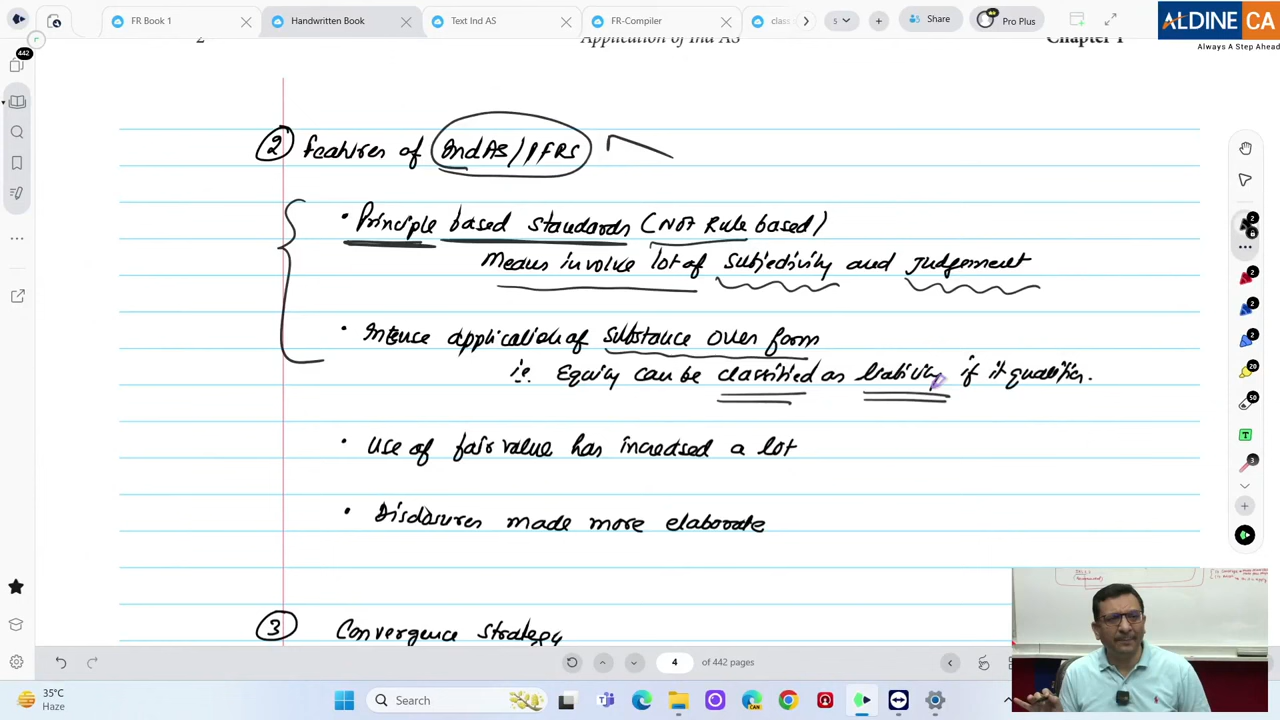 FR Book 1
Handwritten Book
Text Ind AS
FR-Compiler
class
s
Share
Pro Plus
ALDINE CA
Always A Step Ahead
442
2 Application of Ind AS Chapter 1
② Features of Ind AS/IFRS
• Principle based standards (NOT Rule based)
Means involve lot of subjectivity and Judgement
• Intense application of substance over form
i.e. Equity can be classified as liability if it qualifies.
• Use of fair value has increased a lot
• Disclosures made more elaborate
③ Convergence strategy
4 of 442 pages
35°C
Haze
Search